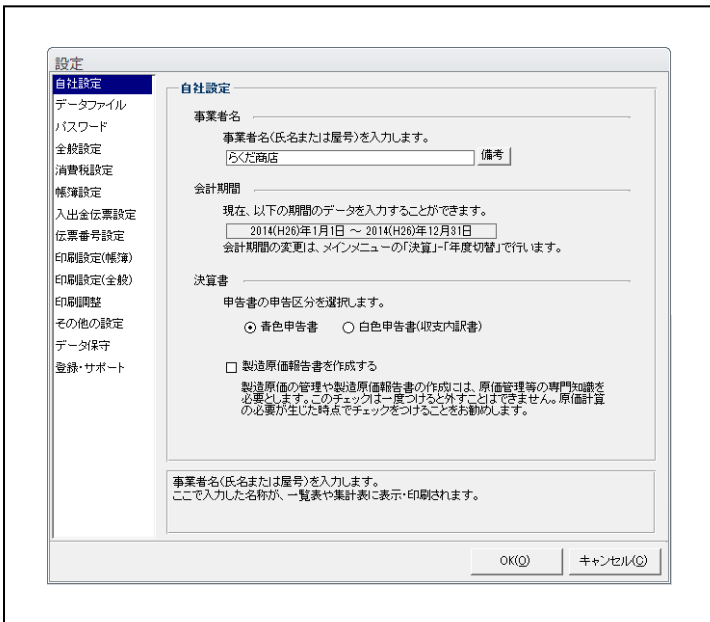 設定
自社設定
データファイル
パスワード
全般設定
消費税設定
帳簿設定
入出金伝票設定
伝票番号設定
印刷設定(帳簿)
印刷設定(全般)
印刷調整
その他の設定
データ保守
登録・サポート
自社設定
事業者名
事業者名(氏名または屋号)を入力します。
らくだ商店 備考
会計期間
現在、以下の期間のデータを入力することができます。
2014(H26)年1月1日 ～ 2014(H26)年12月31日
会計期間の変更は、メインメニューの「決算」-「年度切替」で行います。
決算書
申告書の申告区分を選択します。
青色申告書 白色申告書(収支内訳書)
製造原価報告書を作成する
製造原価の管理や製造原価報告書の作成には、原価管理等の専門知識を
必要とします。このチェックは一度つけると外すことはできません。原価計算
の必要が生じた時点でチェックをつけることをお勧めします。
事業者名(氏名または屋号)を入力します。
ここで入力した名称が、一覧表や集計表に表示・印刷されます。
OK(O) キャンセル(C)